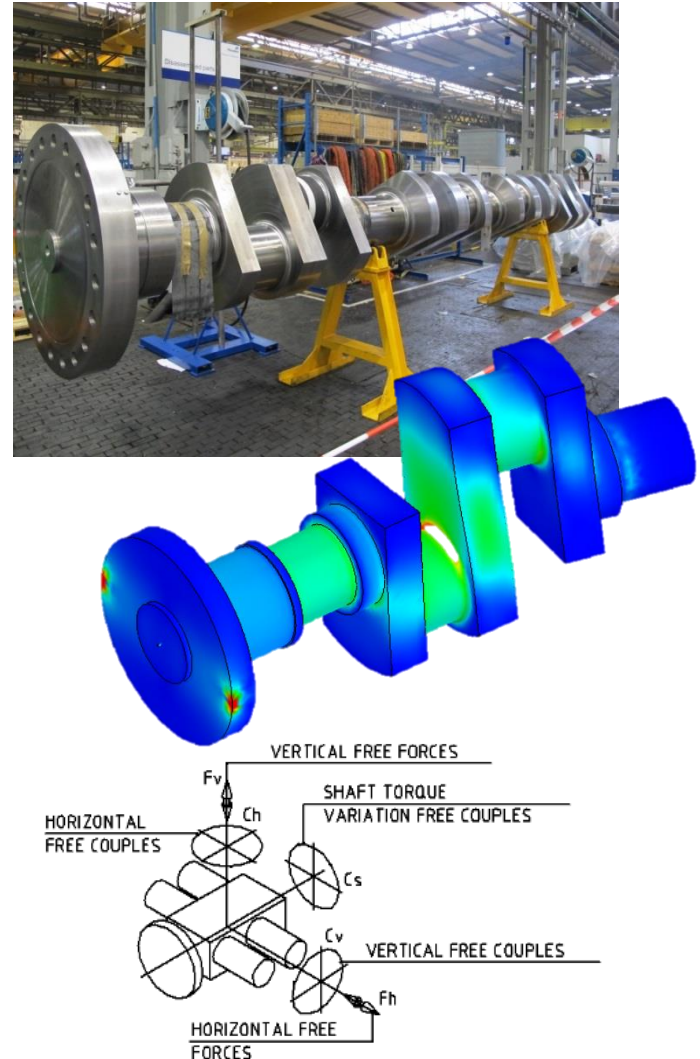 VERTICAL FREE FORCES
Fv
SHAFT TORQUE
VARIATION FREE COUPLES
Ch
HORIZONTAL
FREE COUPLES
Cs
Cv
VERTICAL FREE COUPLES
Fh
HORIZONTAL FREE
FORCES